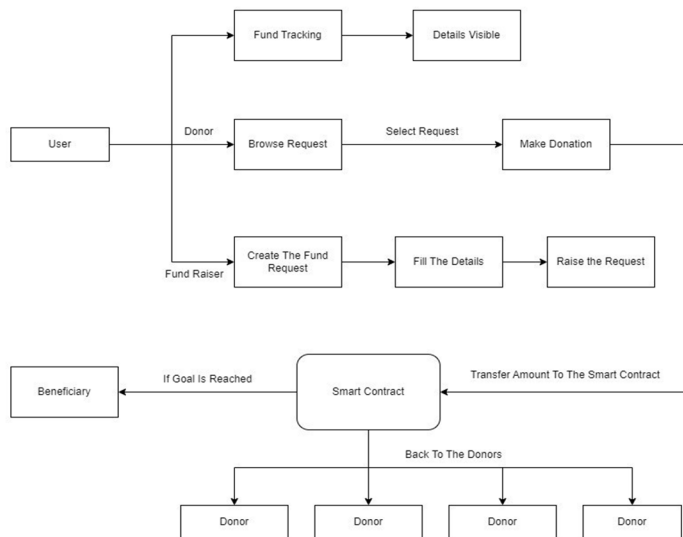 Fund Tracking
Details Visible
User
Donor
Browse Request
Select Request
Make Donation
Fund Raiser
Create The Fund
Request
Fill The Details
Raise the Request
Beneficiary
If Goal Is Reached
Smart Contract
Transfer Amount To The Smart Contract
Back To The Donors
Donor
Donor
Donor
Donor